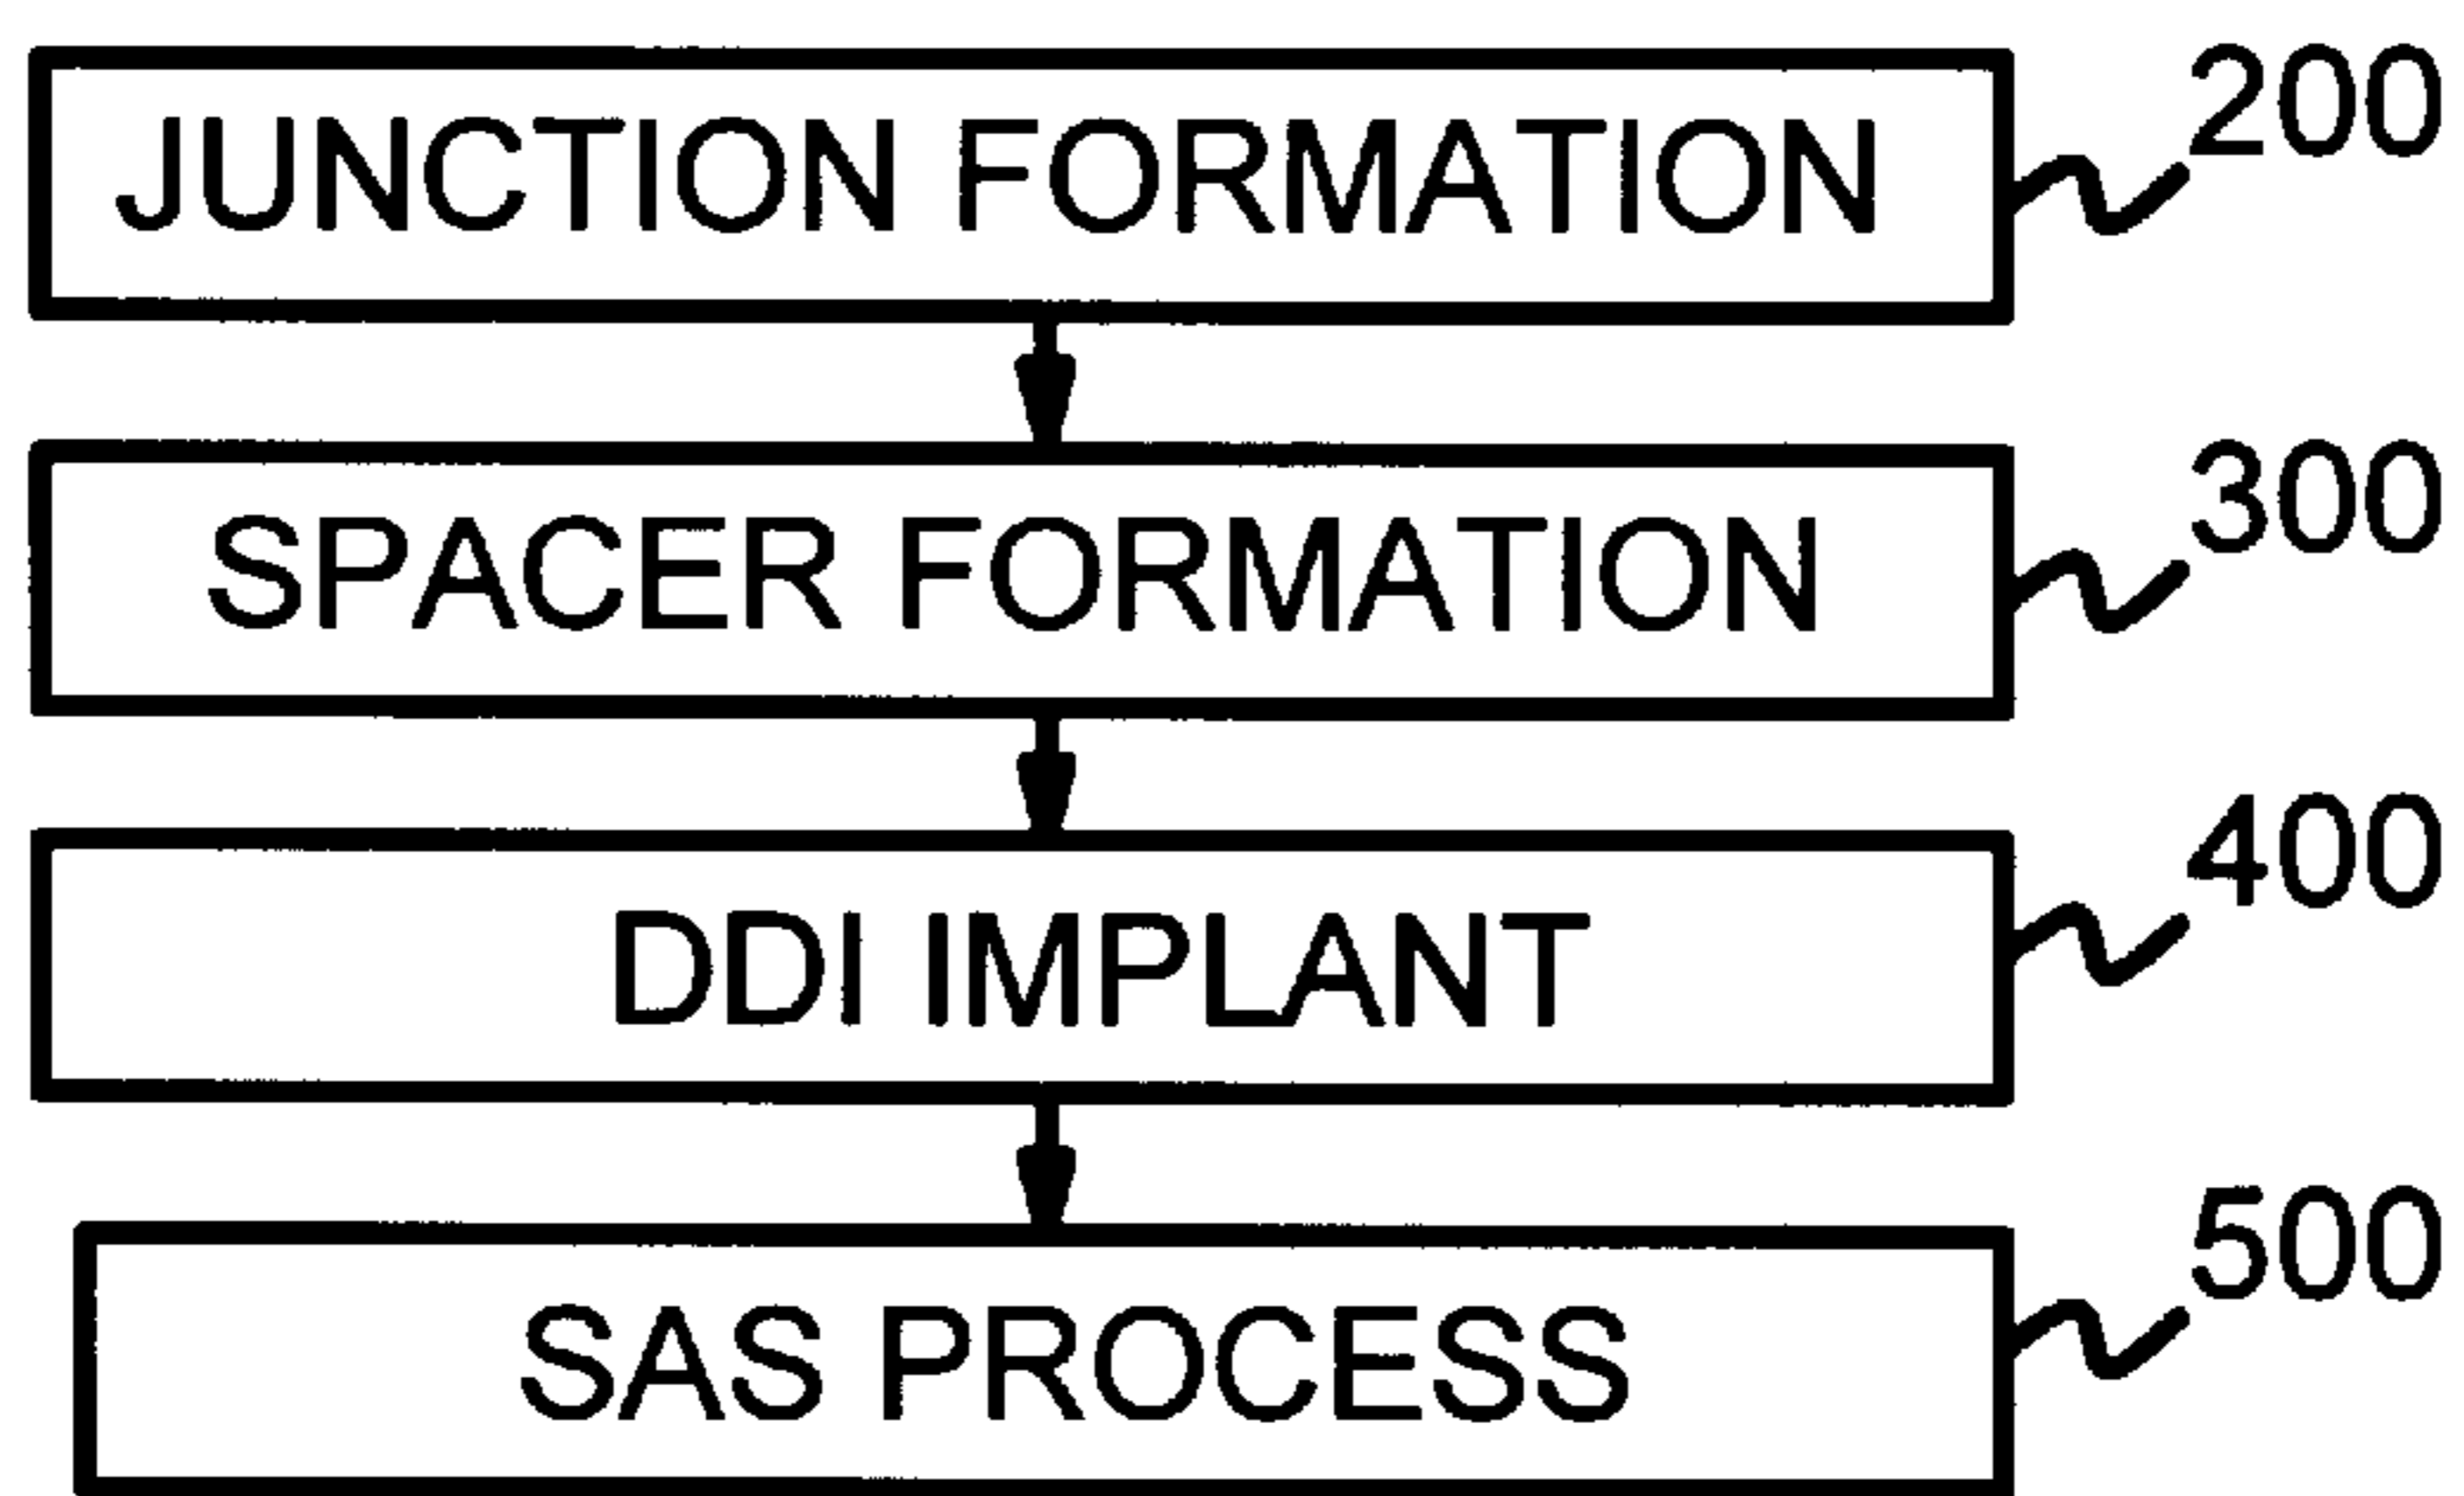 JUNCTION FORMATION 200
SPACER FORMATION 300
DDI IMPLANT 400
SAS PROCESS 500